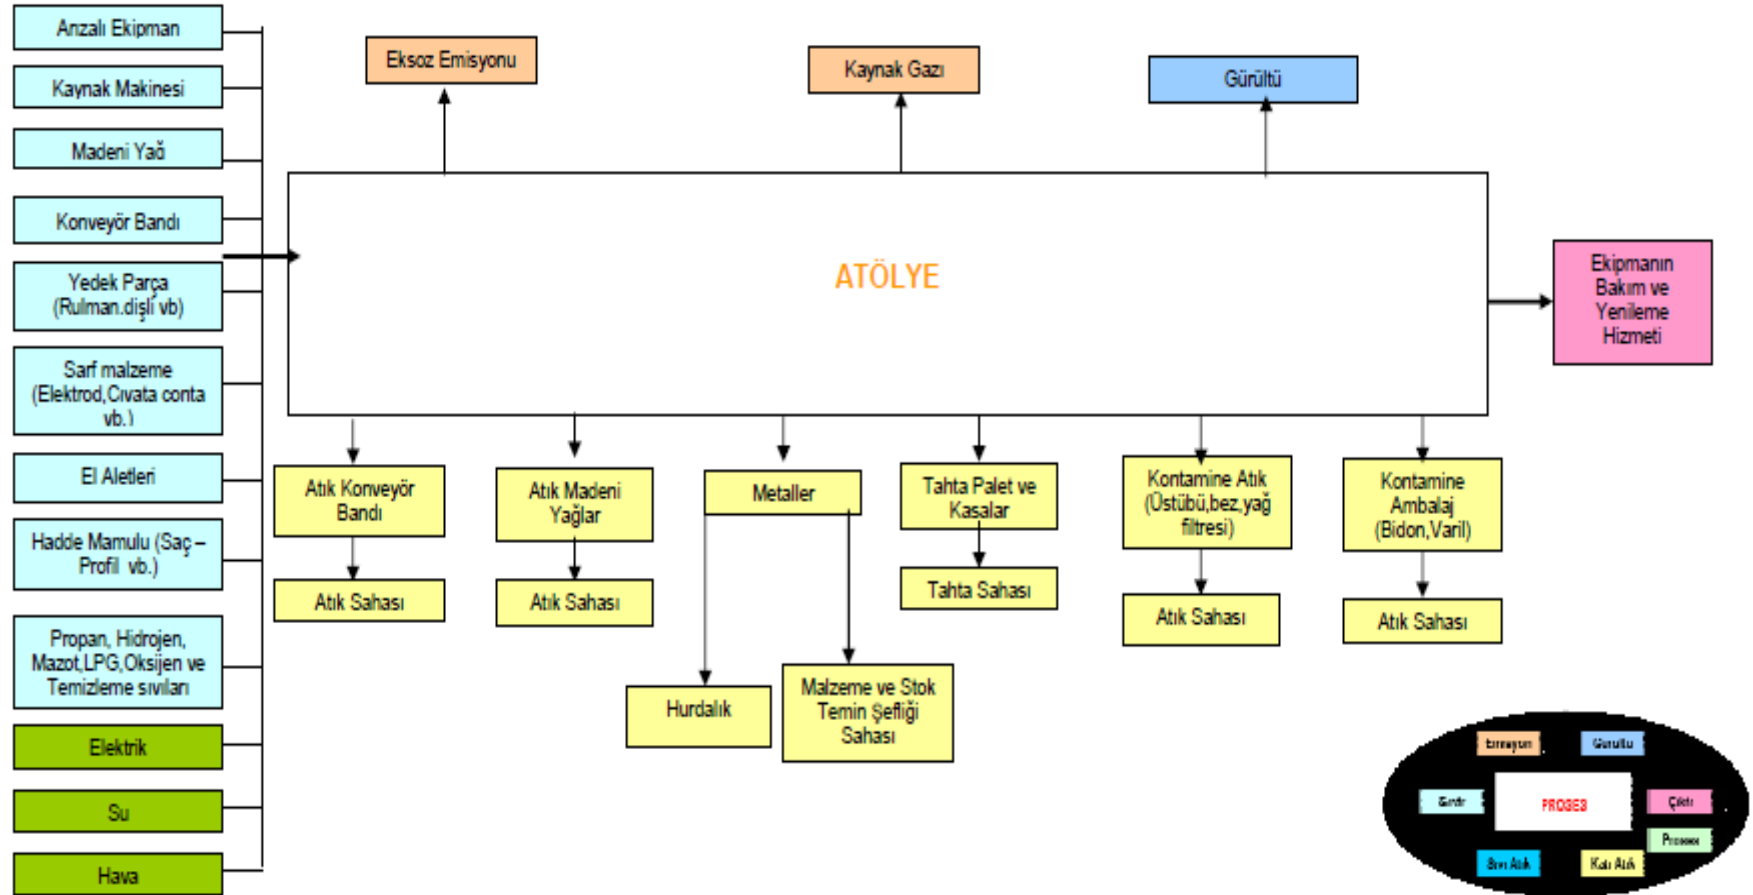 Arızalı Ekipman
Kaynak Makinesi
Madeni Yağ
Konveyör Bandı
Yedek Parça
(Rulman.dişli vb)
Sarf malzeme
(Elektrod,Cıvata conta
vb.)
El Aletleri
Hadde Mamulu (Saç –
Profil vb.)
Propan, Hidrojen,
Mazot,LPG,Oksijen ve
Temizleme sıvıları
Elektrik
Su
Hava
Eksoz Emisyonu
Kaynak Gazı
Gürültü
ATÖLYE
Ekipmanın
Bakım ve
Yenileme
Hizmeti
Atık Konveyör
Bandı
Atık Sahası
Atık Madeni
Yağlar
Atık Sahası
Metaller
Hurdalık
Malzeme ve Stok
Temin Şefliği
Sahası
Tahta Palet ve
Kasalar
Tahta Sahası
Kontamine Atık
(Üstübü,bez,yağ
filtresi)
Atık Sahası
Kontamine
Ambalaj
(Bidon,Varil)
Atık Sahası
Emisyon
Gürültü
Girdi
PROSES
Çıktı
Proses
Sıvı Atık
Katı Atık